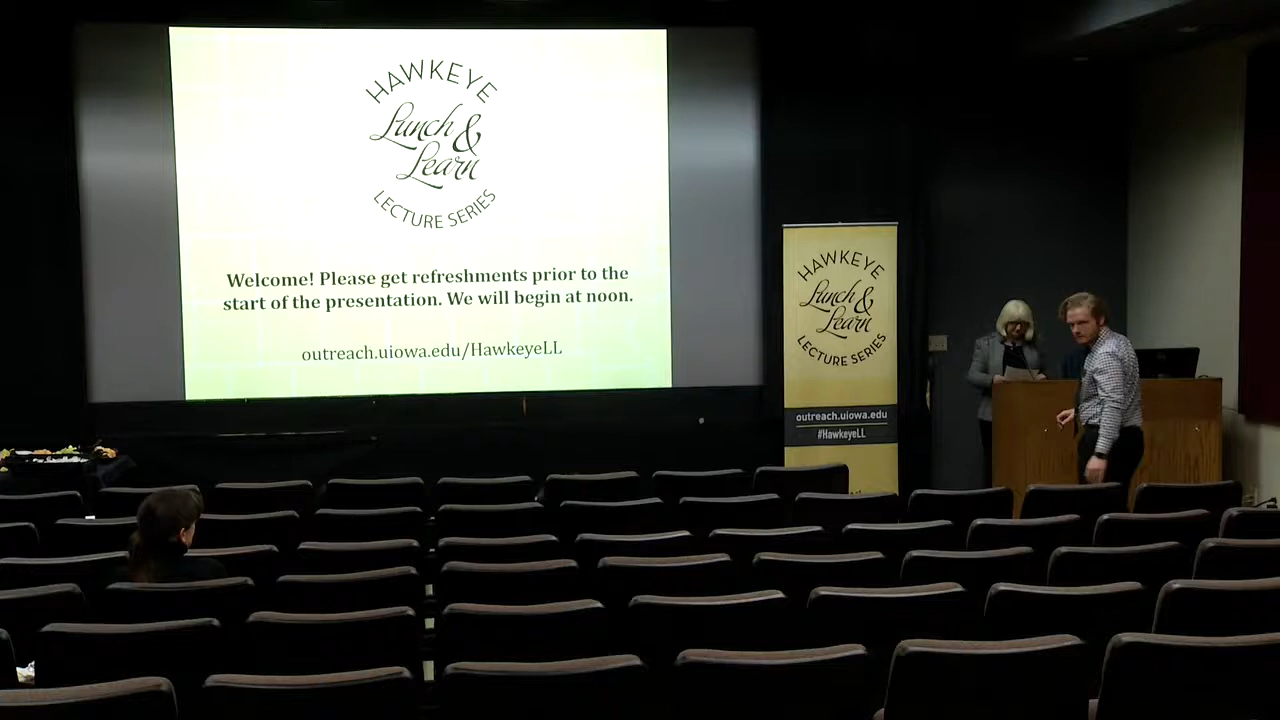 HAWKEYE
Lunch &
Learn
LECTURE SERIES
Welcome! Please get refreshments prior to the
start of the presentation. We will begin at noon.
outreach.uiowa.edu/HawkeyeLL
HAWKEYE
Lunch &
Learn
LECTURE SERIES
outreach.uiowa.edu
#HawkeyeLL